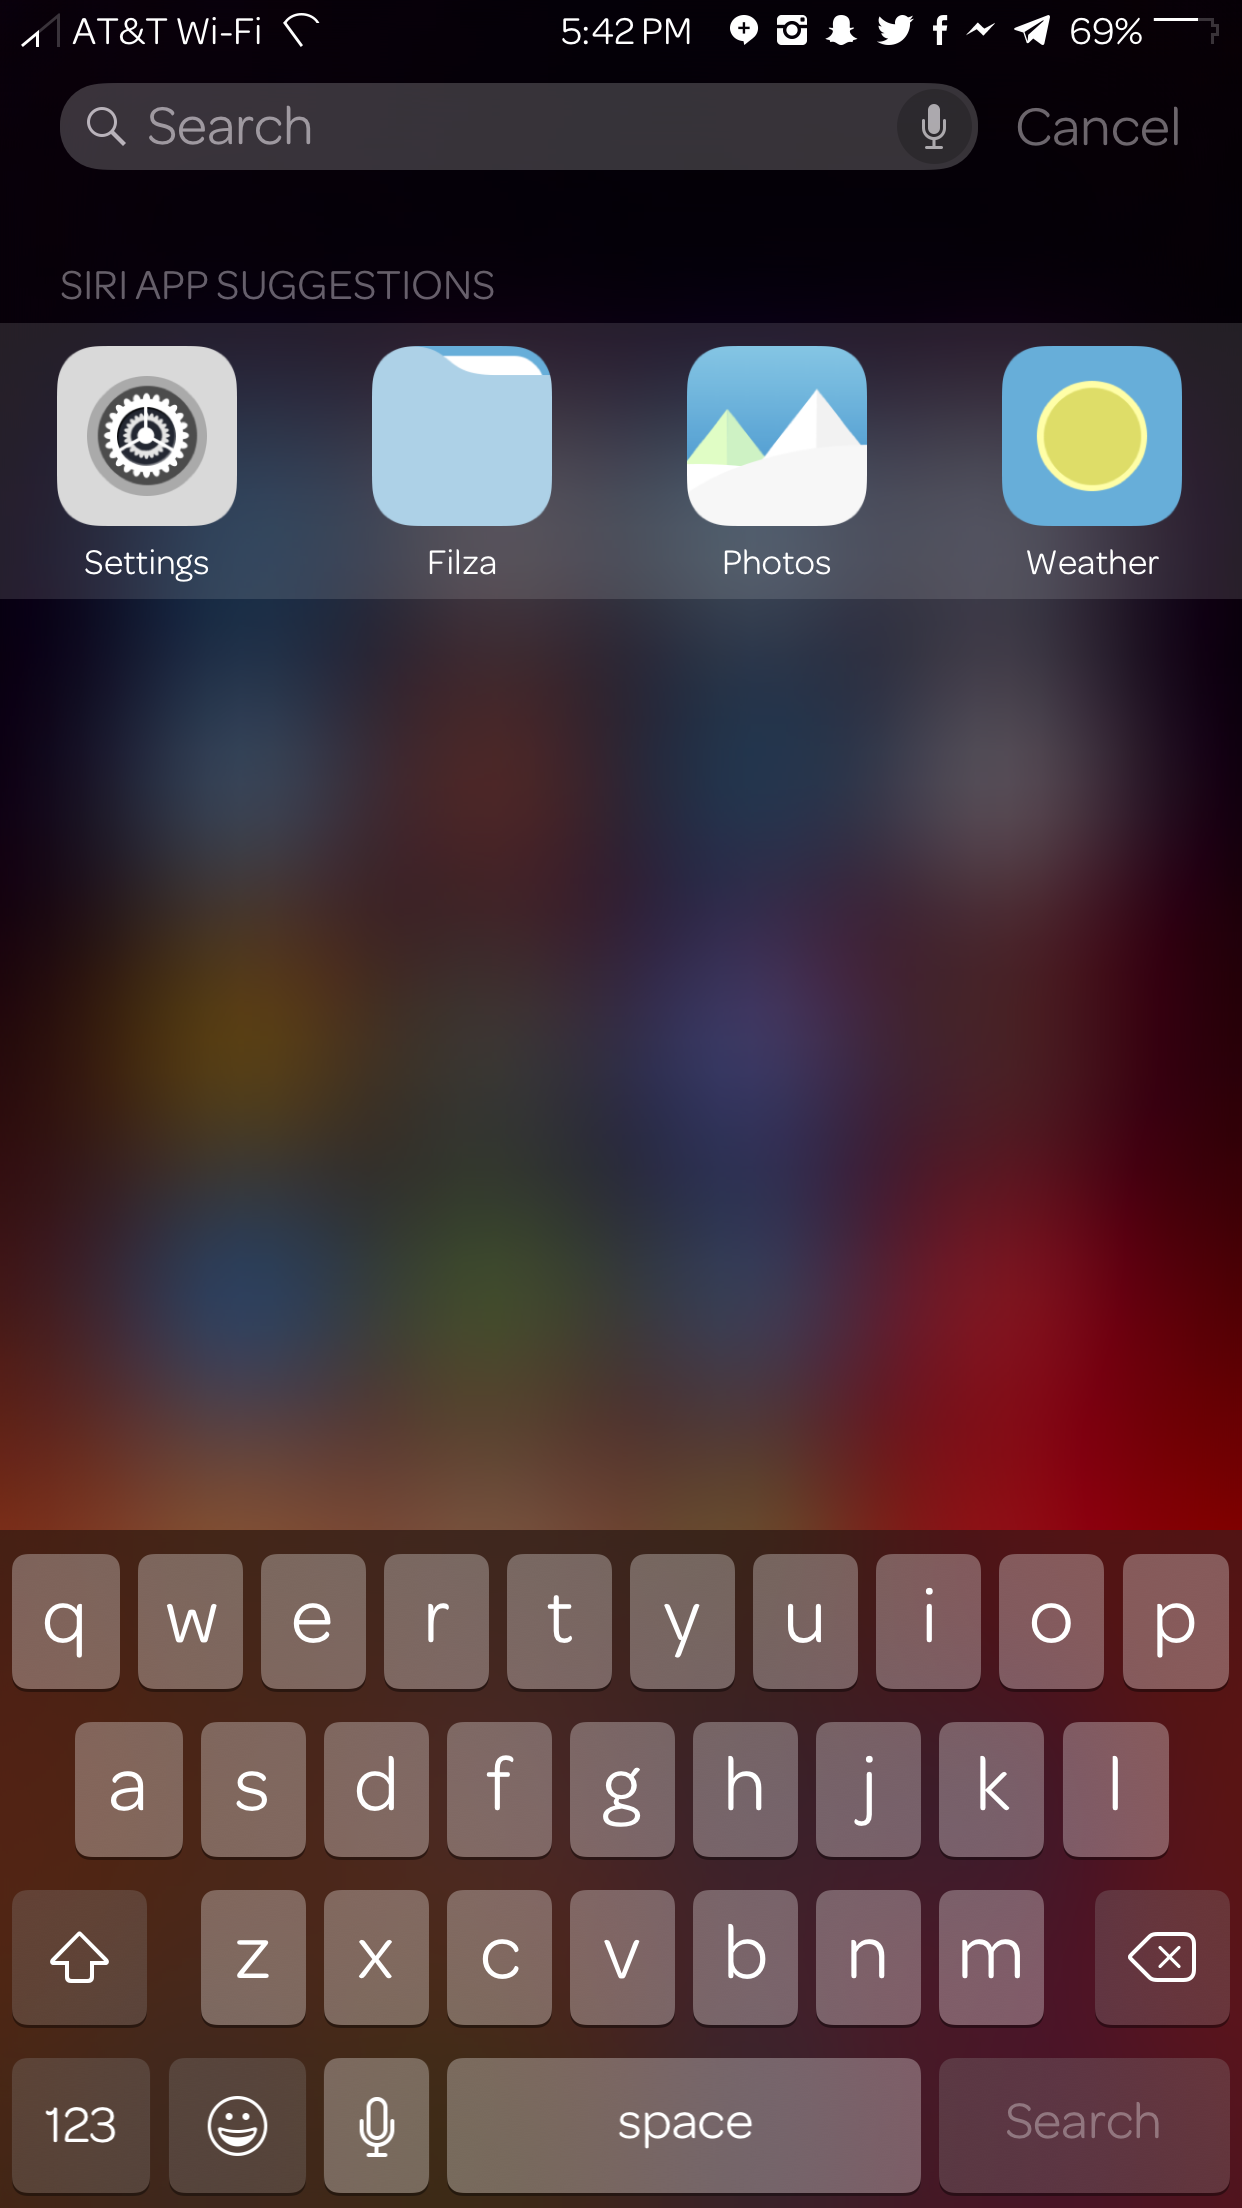 AT&T Wi-Fi 5:42 PM 69%
Search Cancel
SIRI APP SUGGESTIONS
Settings Filza Photos Weather
q w e r t y u i o p
a s d f g h j k l
z x c v b n m
123 space Search